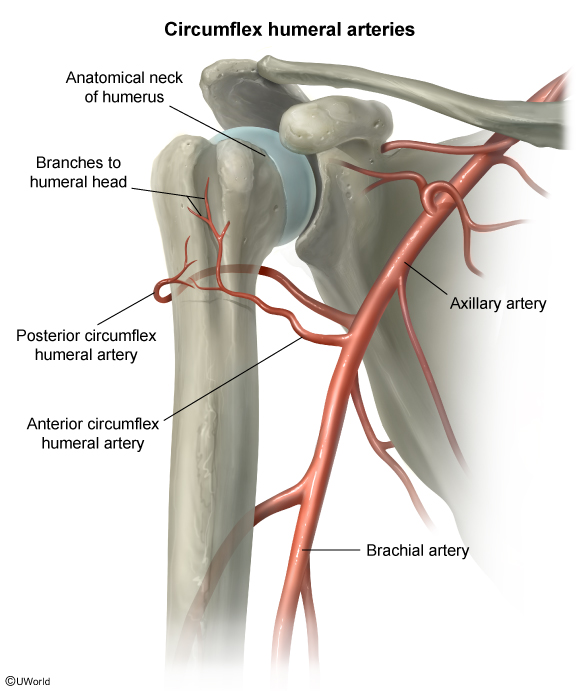 Circumflex humeral arteries
Anatomical neck
of humerus
Branches to
humeral head
Axillary artery
Posterior circumflex
humeral artery
Anterior circumflex
humeral artery
Brachial artery
©UWorld